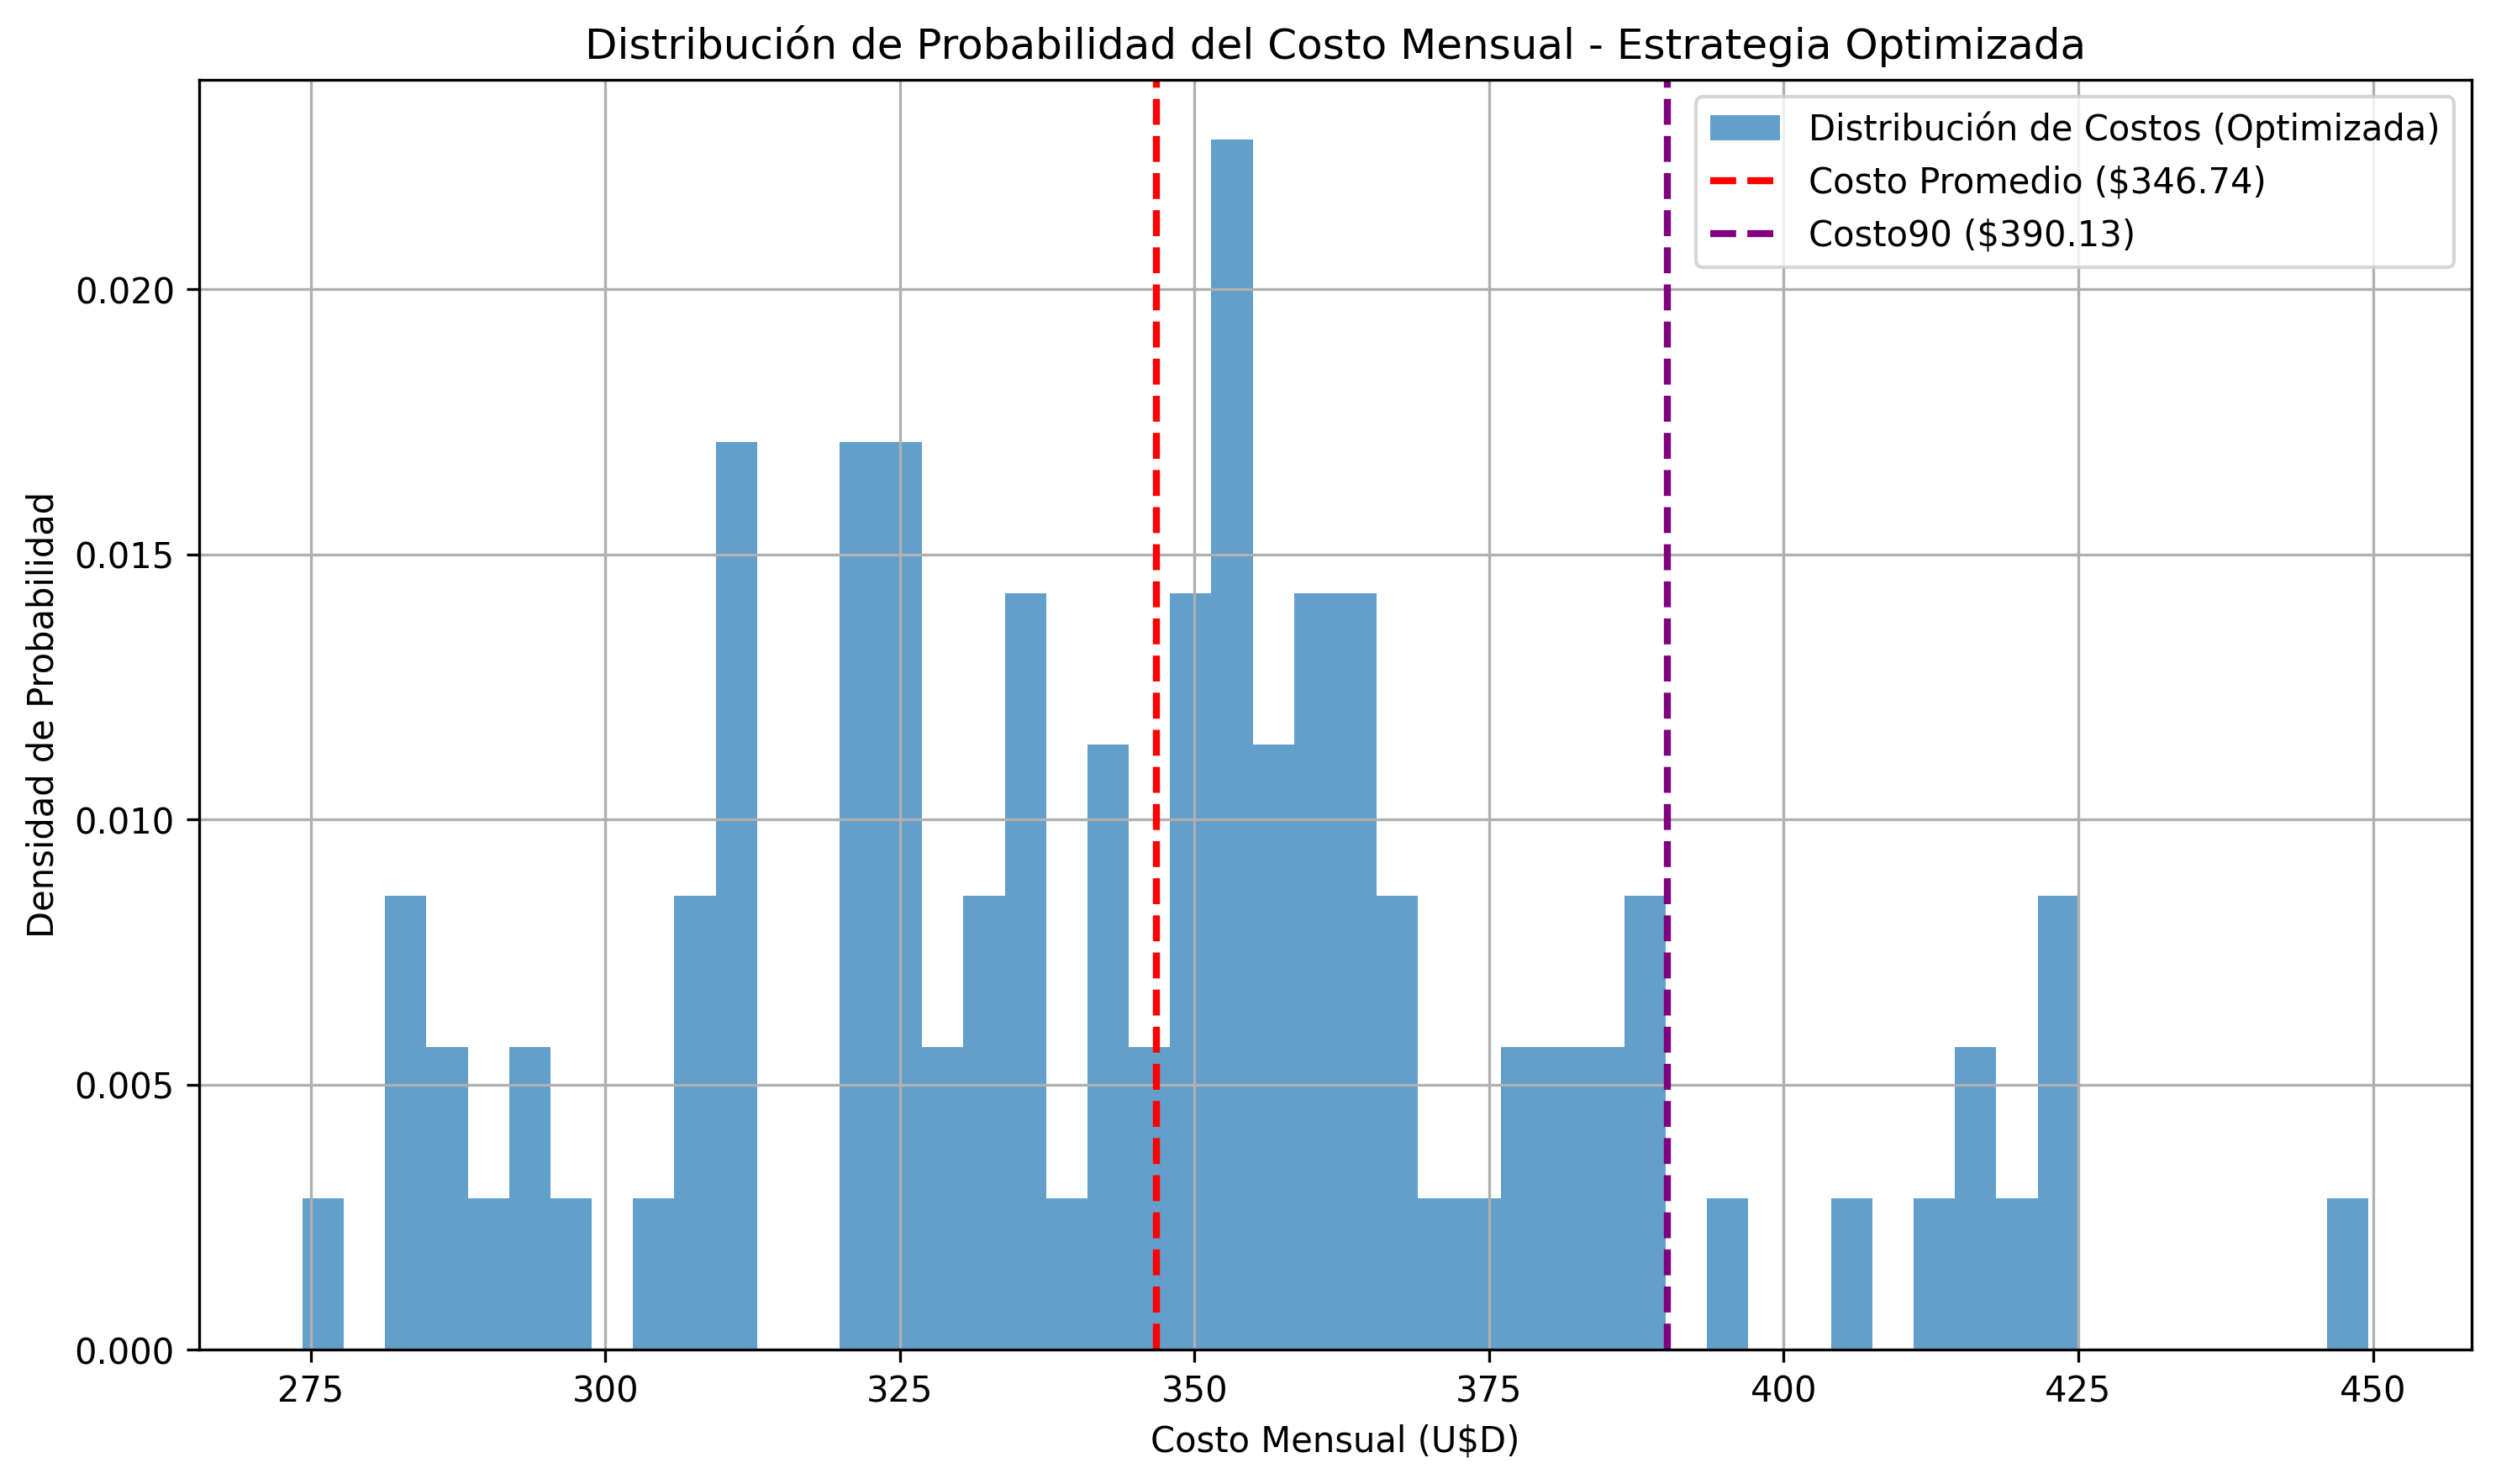 Distribución de Probabilidad del Costo Mensual - Estrategia Optimizada
Distribución de Costos (Optimizada)
Costo Promedio ($346.74)
Costo90 ($390.13)
Densidad de Probabilidad
0.020
0.015
0.010
0.005
0.000
275 300 325 350 375 400 425 450
Costo Mensual (U$D)